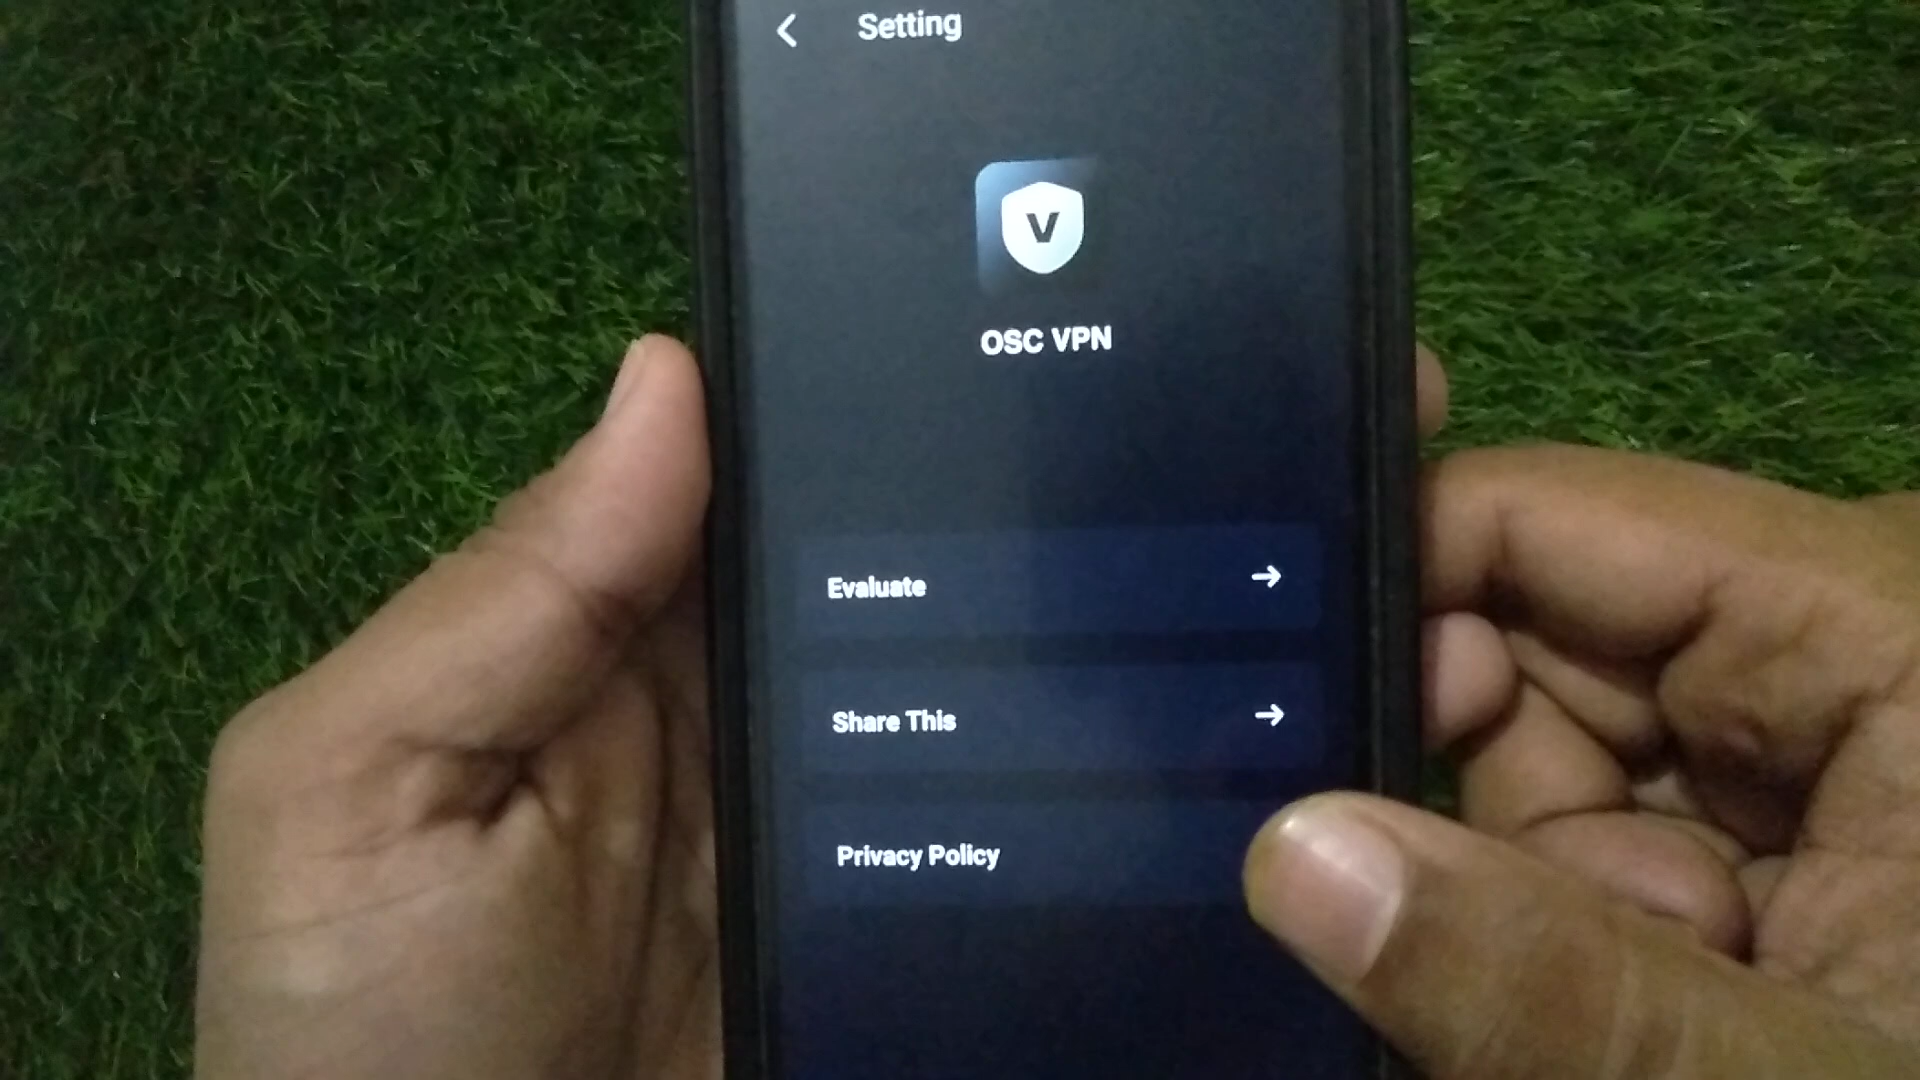 Setting
V
OSC VPN
Evaluate
Share This
Privacy Policy